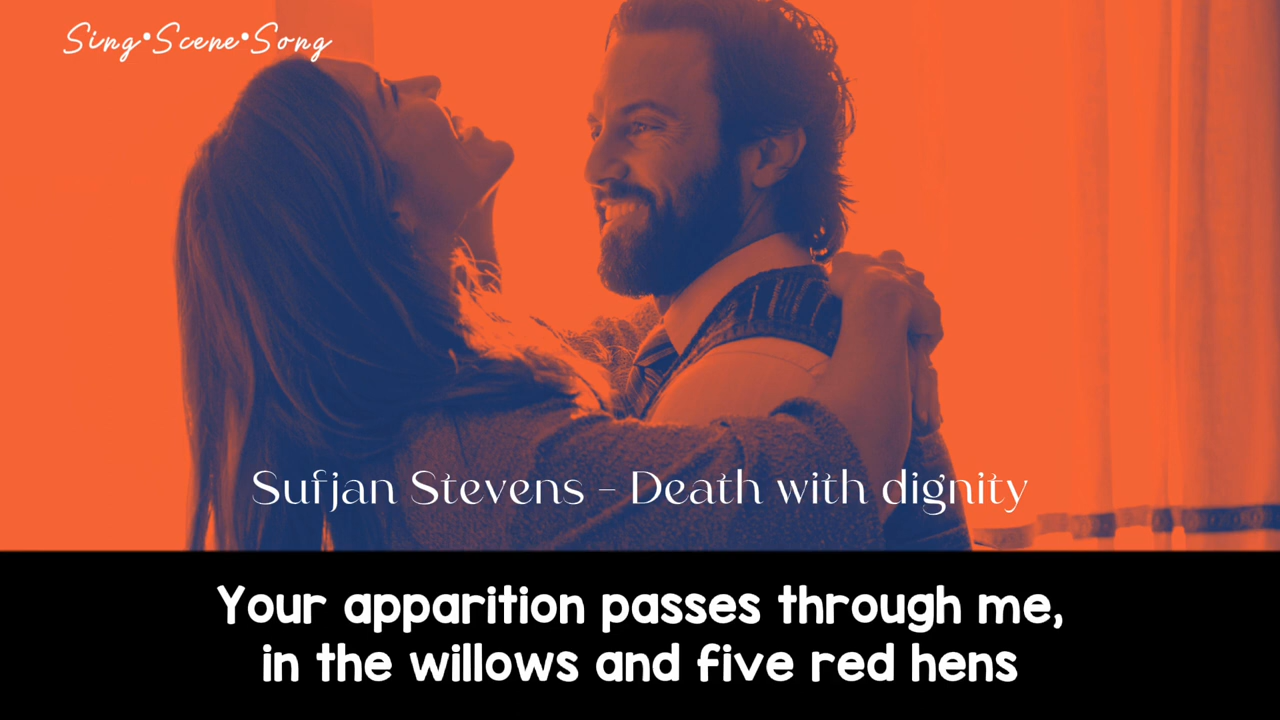 Sing•Scene•Song
Sufjan Stevens – Death with dignity
Your apparition passes through me,
in the willows and five red hens